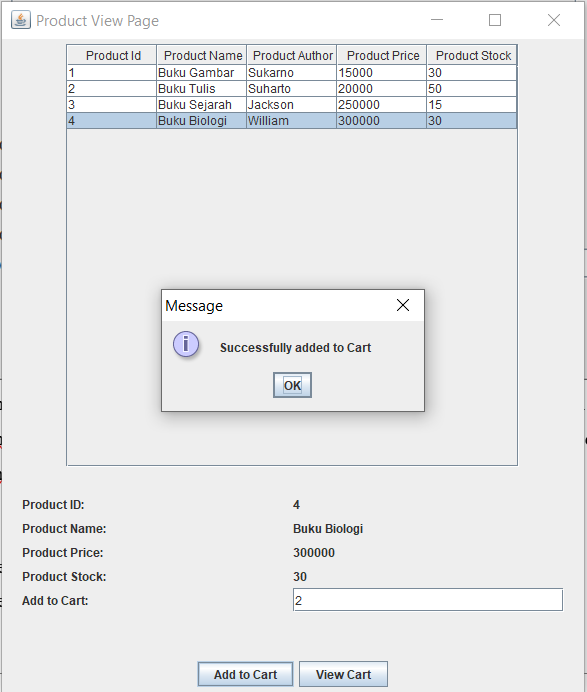 Product View Page
Product Id Product Name Product Author Product Price Product Stock
1 Buku Gambar Sukarno 15000 30
2 Buku Tulis Suharto 20000 50
3 Buku Sejarah Jackson 250000 15
4 Buku Biologi William 300000 30
Message
Successfully added to Cart
OK
Product ID: 4
Product Name: Buku Biologi
Product Price: 300000
Product Stock: 30
Add to Cart: 2
Add to Cart View Cart